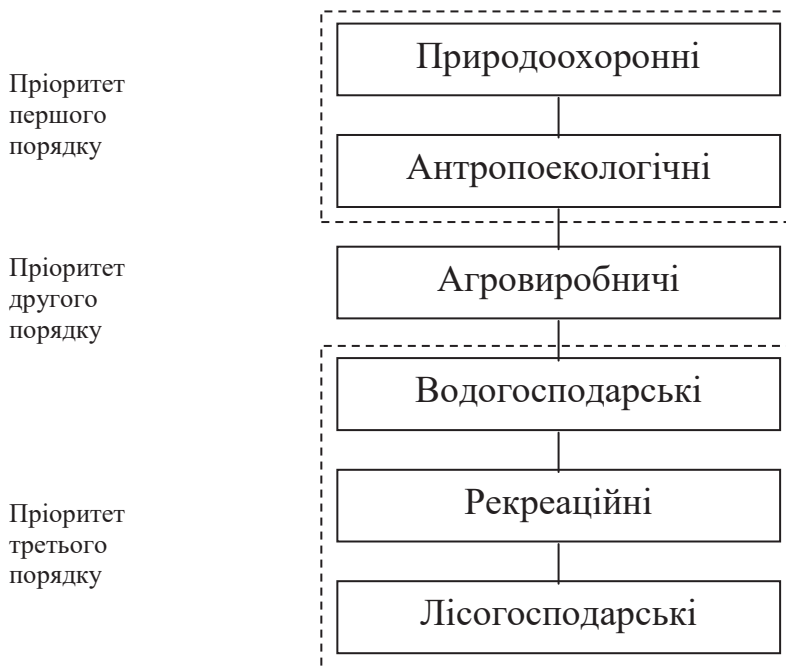 Пріоритет
першого
порядку
Природоохоронні
Антропоекологічні
Пріоритет
другого
порядку
Агровиробничі
Пріоритет
третього
порядку
Водогосподарські
Рекреаційні
Лісогосподарські